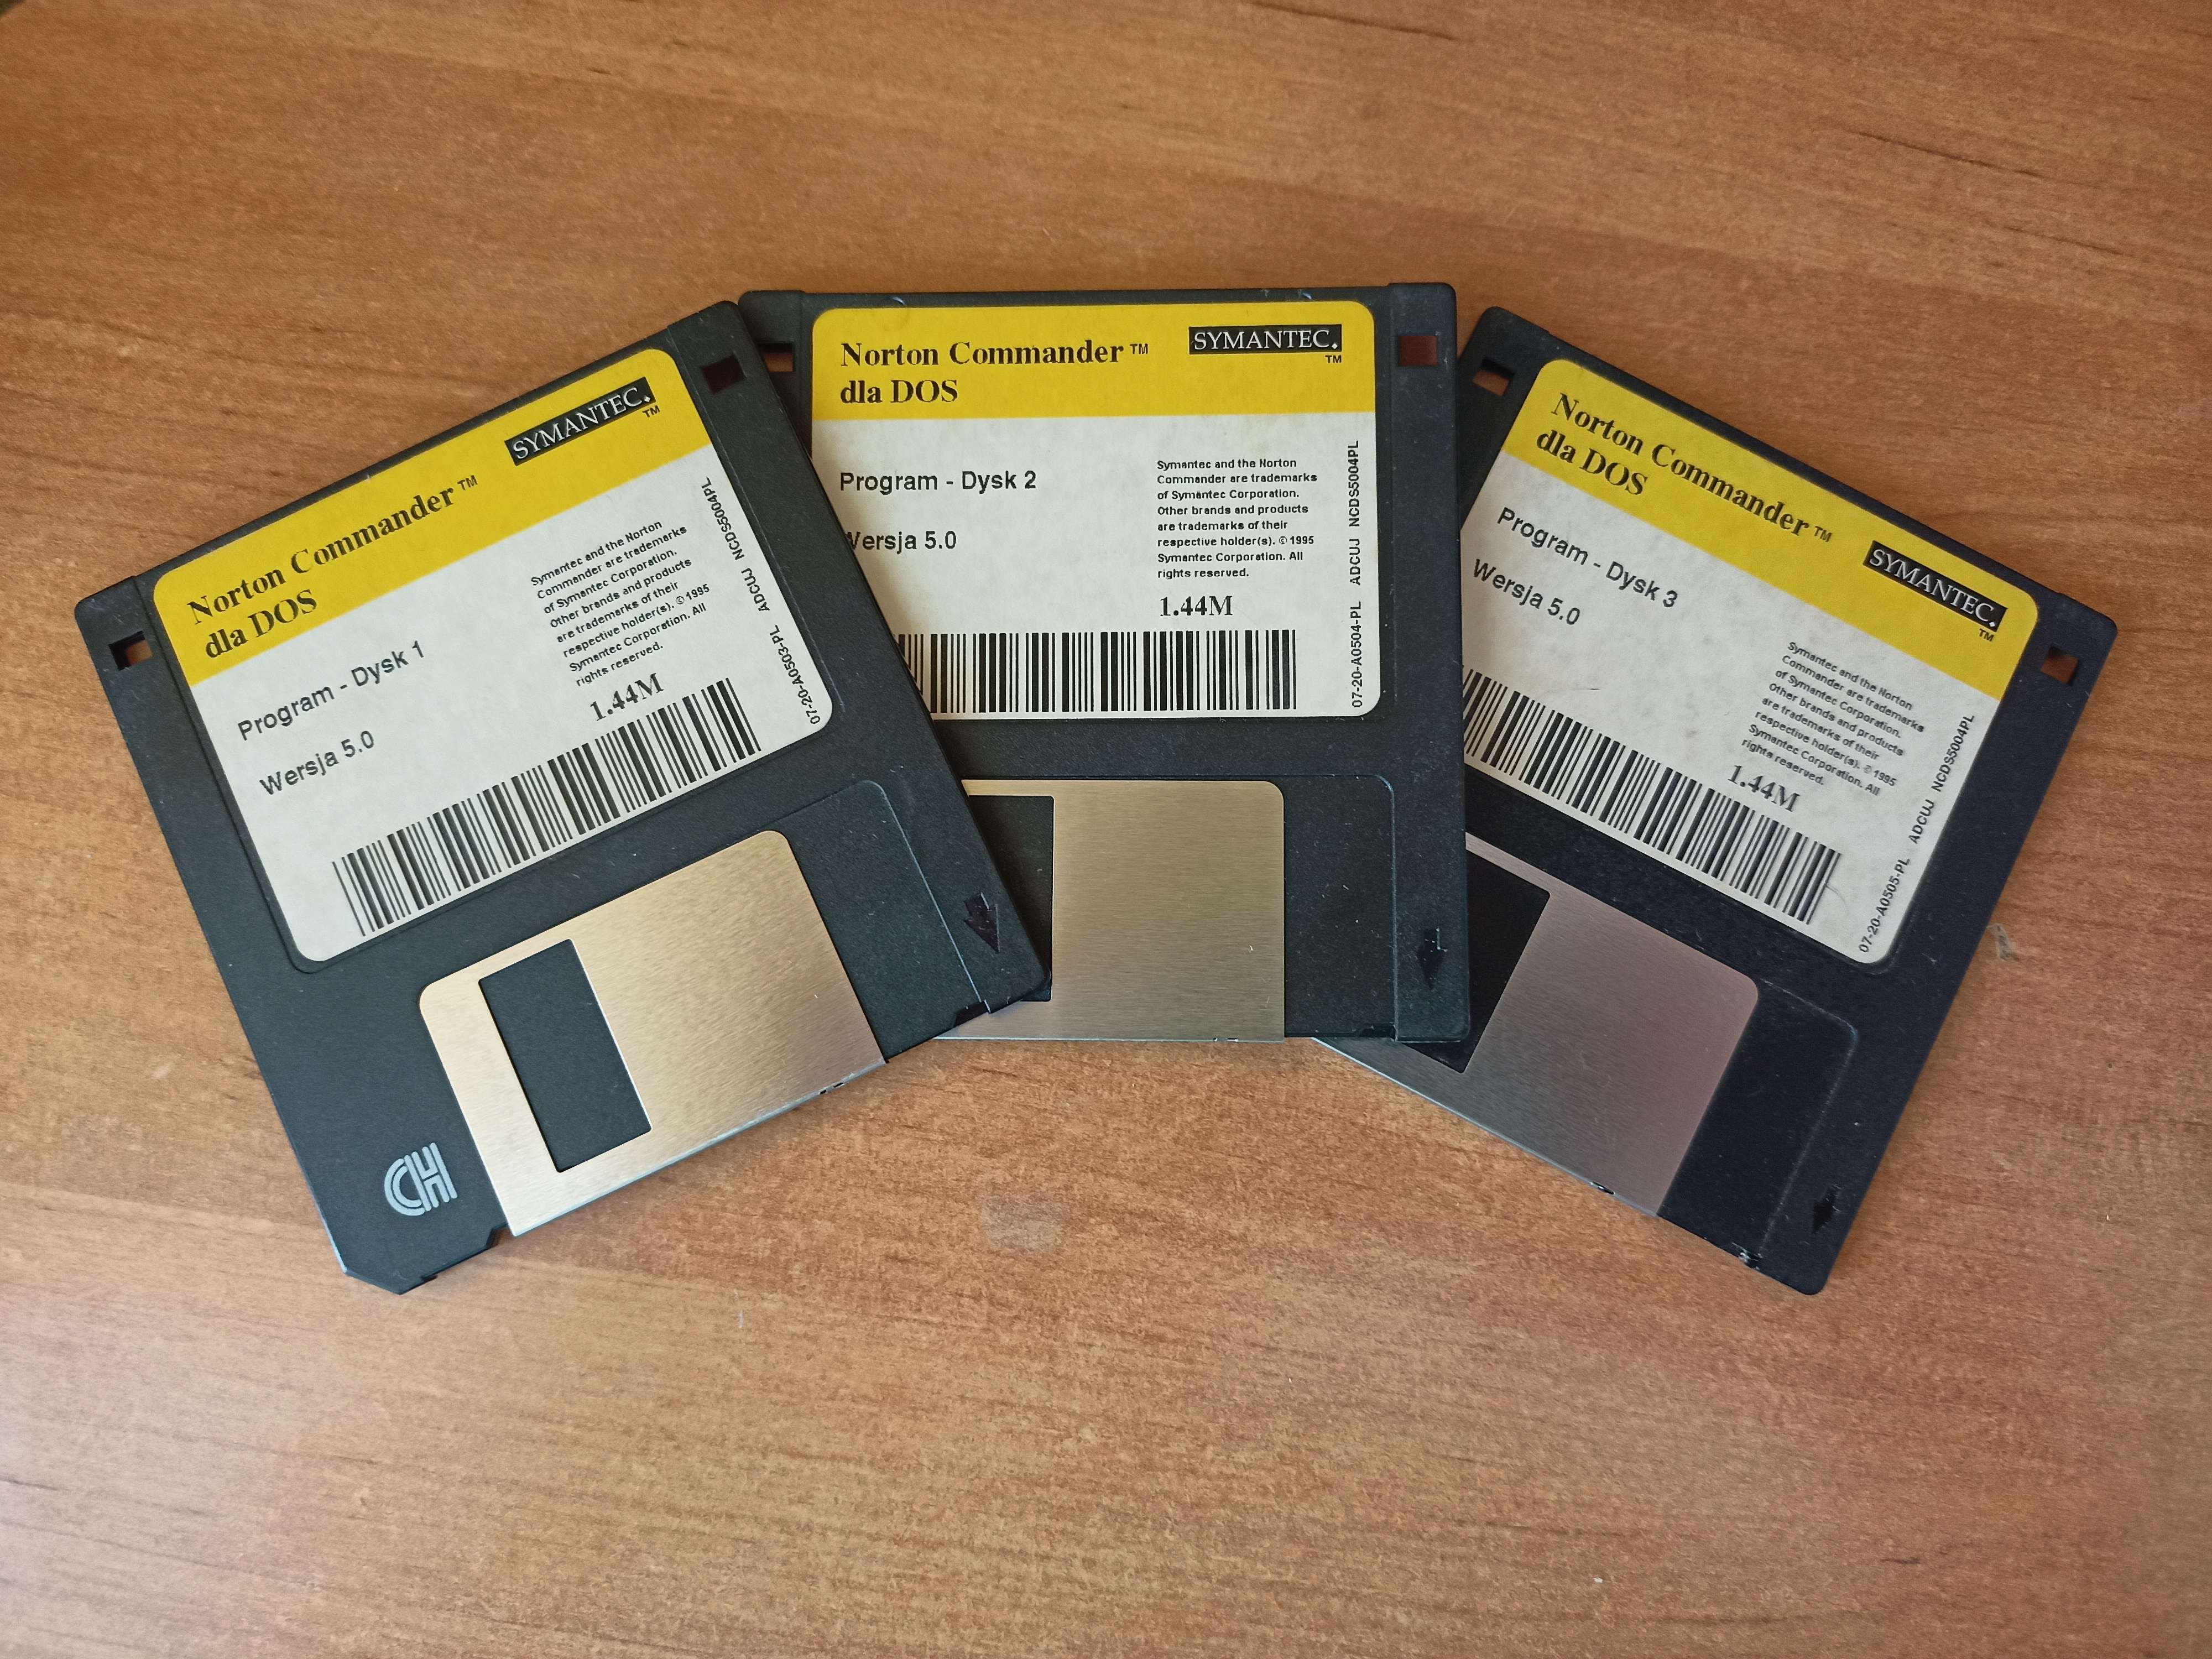 Norton Commander™
dla DOS
SYMANTEC.
TM
Program - Dysk 1
Wersja 5.0
Symantec and the Norton
Commander are trademarks
of Symantec Corporation.
Other brands and products
are trademarks of their
respective holder(s). © 1995
Symantec Corporation. All
rights reserved.
1.44M
07-20-A0503-PL ADCUJ NCDS5004PL
CH
Norton Commander™
dla DOS
SYMANTEC.
TM
Program - Dysk 2
Wersja 5.0
Symantec and the Norton
Commander are trademarks
of Symantec Corporation.
Other brands and products
are trademarks of their
respective holder(s). © 1995
Symantec Corporation. All
rights reserved.
1.44M
07-20-A0504-PL ADCUJ NCDS5004PL
Norton Commander™
dla DOS
SYMANTEC.
TM
Program - Dysk 3
Wersja 5.0
Symantec and the Norton
Commander are trademarks
of Symantec Corporation.
Other brands and products
are trademarks of their
respective holder(s). © 1995
Symantec Corporation. All
rights reserved.
1.44M
07-20-A0505-PL ADCUJ NCDS5004PL